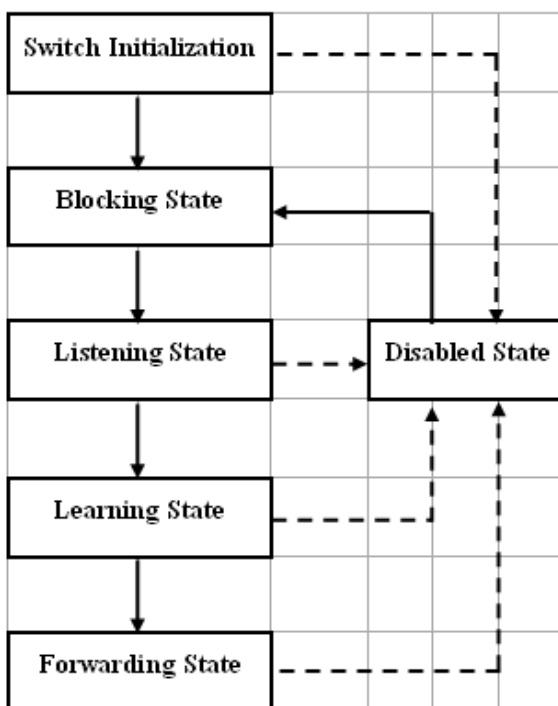 Switch Initialization
Blocking State
Listening State
Disabled State
Learning State
Forwarding State